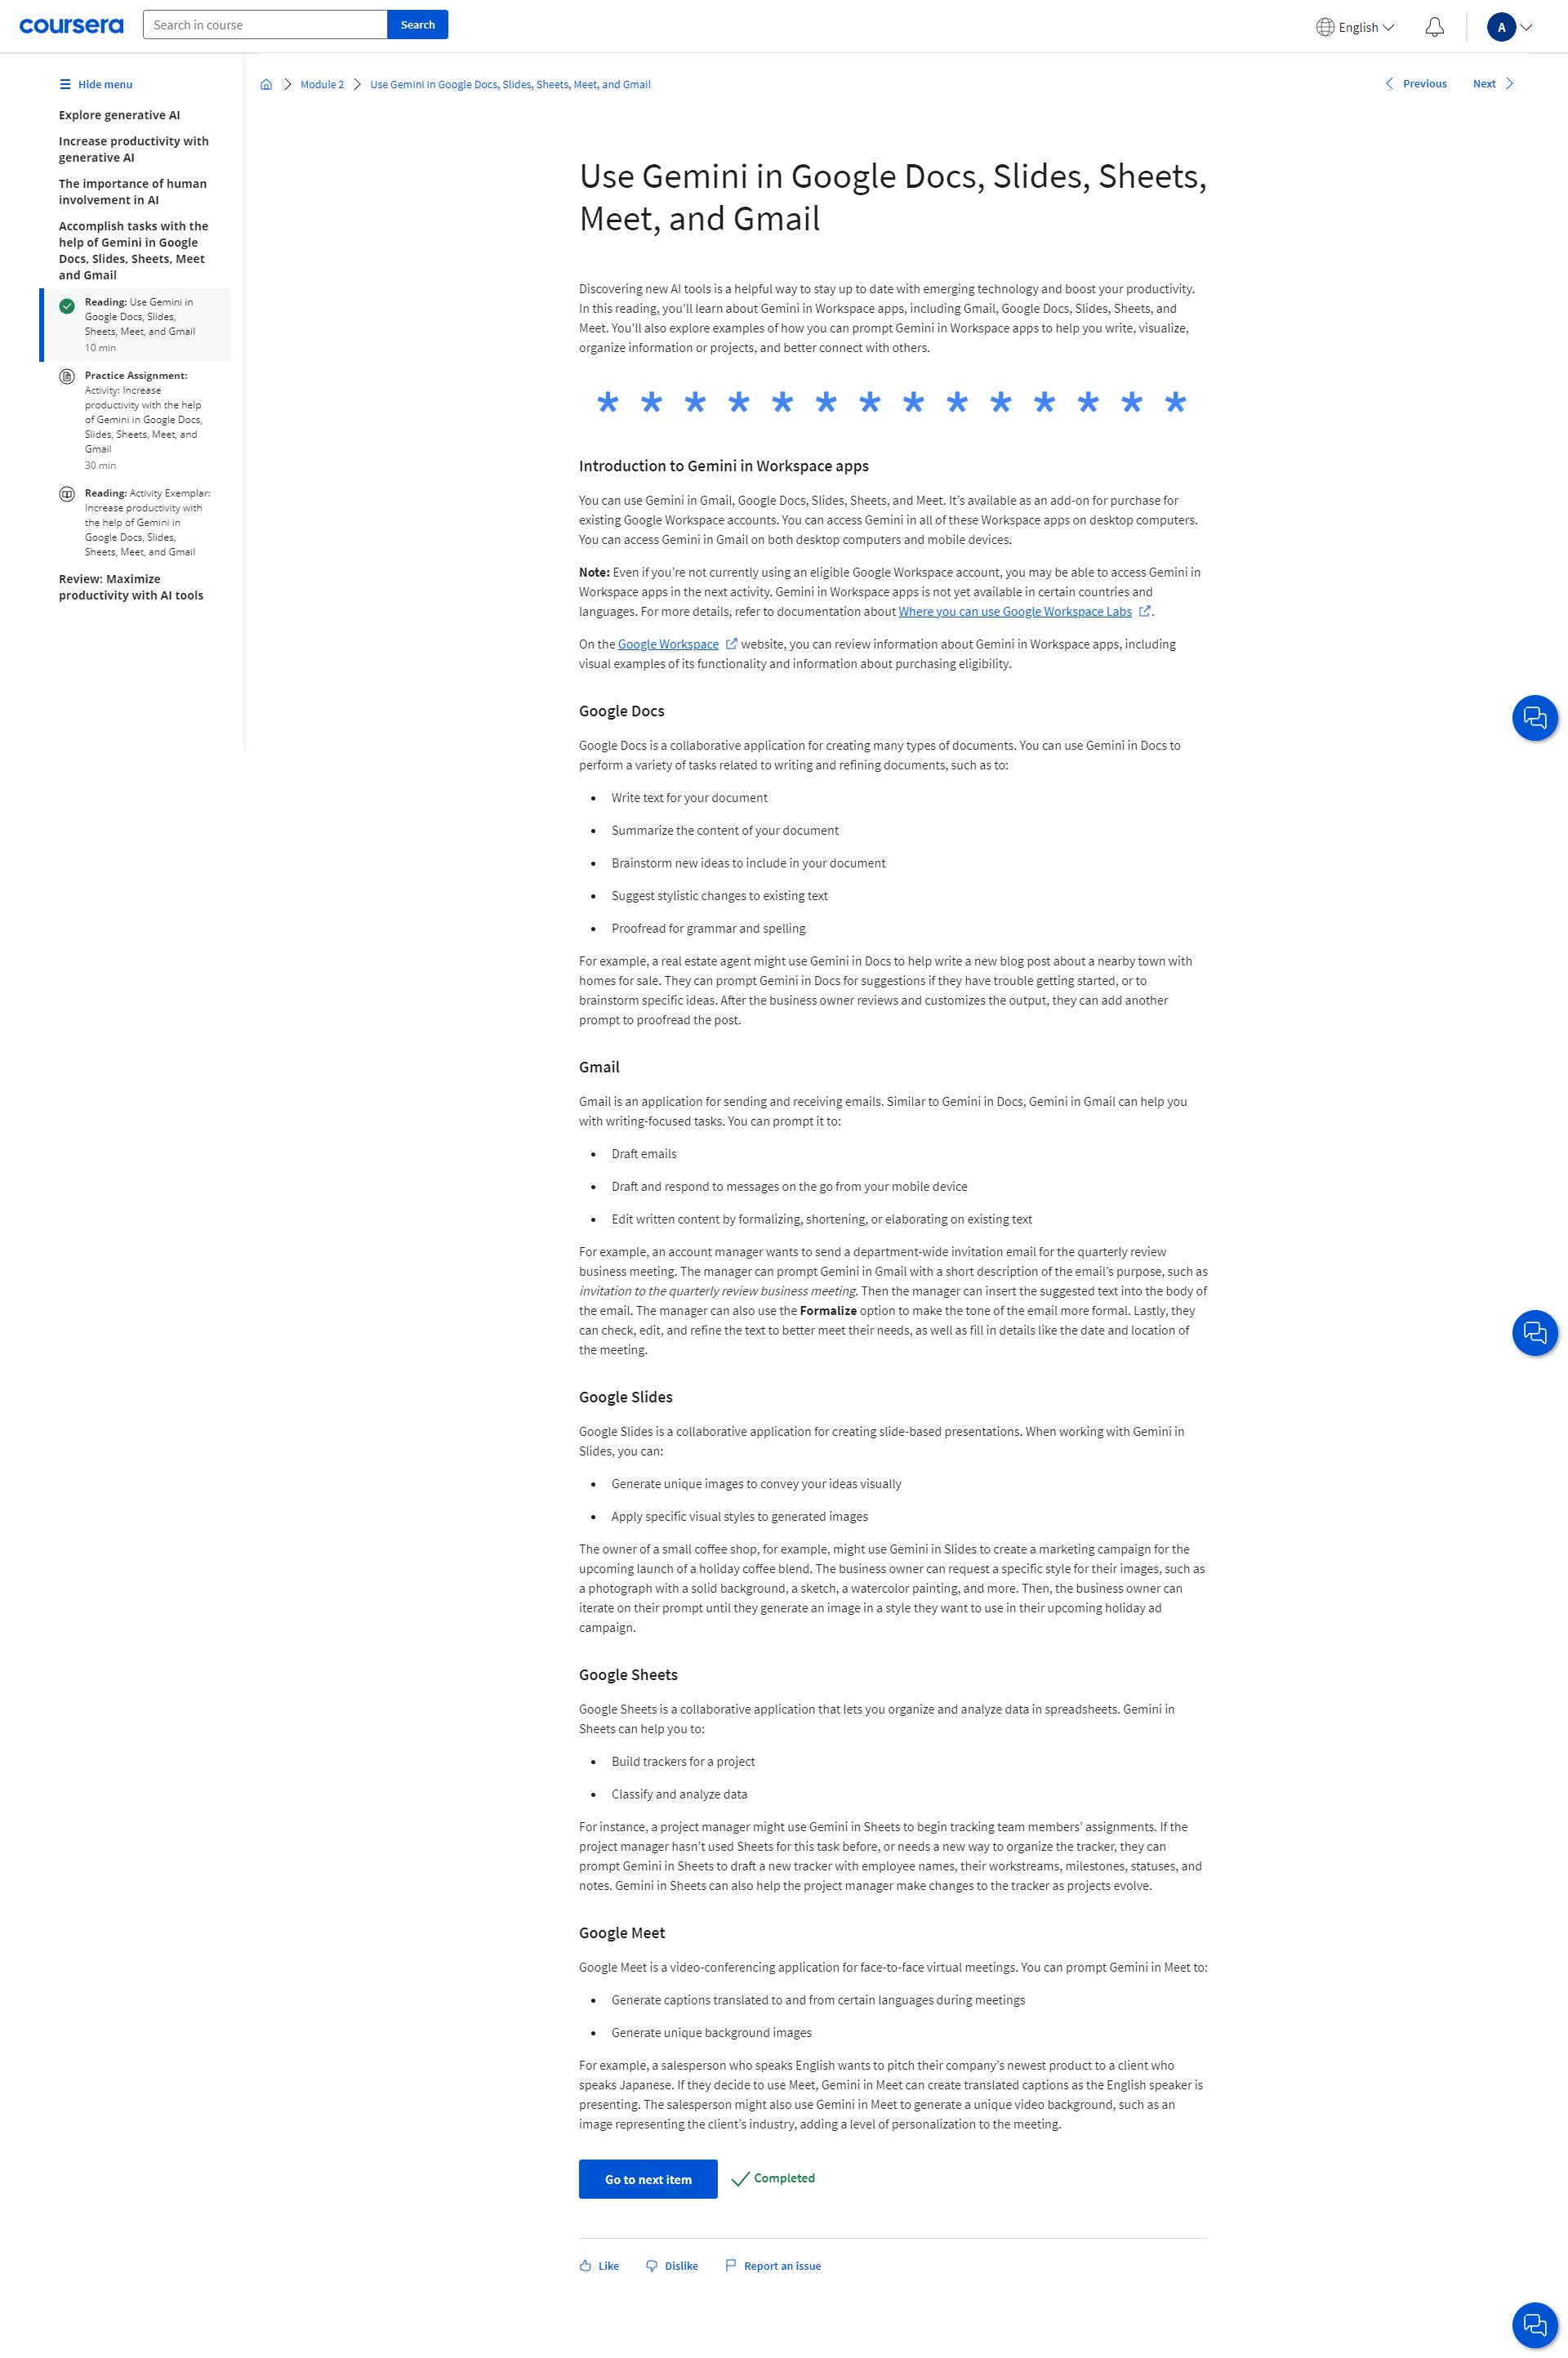 coursera
Search in course
Search
English
A
Hide menu
Explore generative AI
Increase productivity with
generative AI
The importance of human
involvement in AI
Accomplish tasks with the
help of Gemini in Google
Docs, Slides, Sheets, Meet
and Gmail
Reading: Use Gemini in
Google Docs, Slides,
Sheets, Meet, and Gmail
10 min
Practice Assignment:
Activity: Increase
productivity with the help
of Gemini in Google Docs,
Slides, Sheets, Meet, and
Gmail
30 min
Reading: Activity Exemplar:
Increase productivity with
the help of Gemini in
Google Docs, Slides,
Sheets, Meet, and Gmail
Review: Maximize
productivity with AI tools
Module 2
Use Gemini in Google Docs, Slides, Sheets, Meet, and Gmail
Previous
Next
Use Gemini in Google Docs, Slides, Sheets,
Meet, and Gmail
Discovering new AI tools is a helpful way to stay up to date with emerging technology and boost your productivity.
In this reading, you'll learn about Gemini in Workspace apps, including Gmail, Google Docs, Slides, Sheets, and
Meet. You'll also explore examples of how you can prompt Gemini in Workspace apps to help you write, visualize,
organize information or projects, and better connect with others.
* * * * * * * * * * * * * *
Introduction to Gemini in Workspace apps
You can use Gemini in Gmail, Google Docs, Slides, Sheets, and Meet. It’s available as an add-on for purchase for
existing Google Workspace accounts. You can access Gemini in all of these Workspace apps on desktop computers.
You can access Gemini in Gmail on both desktop computers and mobile devices.
Note: Even if you’re not currently using an eligible Google Workspace account, you may be able to access Gemini in
Workspace apps in the next activity. Gemini in Workspace apps is not yet available in certain countries and
languages. For more details, refer to documentation about Where you can use Google Workspace Labs.
On the Google Workspace website, you can review information about Gemini in Workspace apps, including
visual examples of its functionality and information about purchasing eligibility.
Google Docs
Google Docs is a collaborative application for creating many types of documents. You can use Gemini in Docs to
perform a variety of tasks related to writing and refining documents, such as to:
• Write text for your document
• Summarize the content of your document
• Brainstorm new ideas to include in your document
• Suggest stylistic changes to existing text
• Proofread for grammar and spelling
For example, a real estate agent might use Gemini in Docs to help write a new blog post about a nearby town with
homes for sale. They can prompt Gemini in Docs for suggestions if they have trouble getting started, or to
brainstorm specific ideas. After the business owner reviews and customizes the output, they can add another
prompt to proofread the post.
Gmail
Gmail is an application for sending and receiving emails. Similar to Gemini in Docs, Gemini in Gmail can help you
with writing-focused tasks. You can prompt it to:
• Draft emails
• Draft and respond to messages on the go from your mobile device
• Edit written content by formalizing, shortening, or elaborating on existing text
For example, an account manager wants to send a department-wide invitation email for the quarterly review
business meeting. The manager can prompt Gemini in Gmail with a short description of the email’s purpose, such as
invitation to the quarterly review business meeting. Then the manager can insert the suggested text into the body of
the email. The manager can also use the Formalize option to make the tone of the email more formal. Lastly, they
can check, edit, and refine the text to better meet their needs, as well as fill in details like the date and location of
the meeting.
Google Slides
Google Slides is a collaborative application for creating slide-based presentations. When working with Gemini in
Slides, you can:
• Generate unique images to convey your ideas visually
• Apply specific visual styles to generated images
The owner of a small coffee shop, for example, might use Gemini in Slides to create a marketing campaign for the
upcoming launch of a holiday coffee blend. The business owner can request a specific style for their images, such as
a photograph with a solid background, a sketch, a watercolor painting, and more. Then, the business owner can
iterate on their prompt until they generate an image in a style they want to use in their upcoming holiday ad
campaign.
Google Sheets
Google Sheets is a collaborative application that lets you organize and analyze data in spreadsheets. Gemini in
Sheets can help you to:
• Build trackers for a project
• Classify and analyze data
For instance, a project manager might use Gemini in Sheets to begin tracking team members’ assignments. If the
project manager hasn’t used Sheets for this task before, or needs a new way to organize the tracker, they can
prompt Gemini in Sheets to draft a new tracker with employee names, their workstreams, milestones, statuses, and
notes. Gemini in Sheets can also help the project manager make changes to the tracker as projects evolve.
Google Meet
Google Meet is a video-conferencing application for face-to-face virtual meetings. You can prompt Gemini in Meet to:
• Generate captions translated to and from certain languages during meetings
• Generate unique background images
For example, a salesperson who speaks English wants to pitch their company’s newest product to a client who
speaks Japanese. If they decide to use Meet, Gemini in Meet can create translated captions as the English speaker is
presenting. The salesperson might also use Gemini in Meet to generate a unique video background, such as an
image representing the client’s industry, adding a level of personalization to the meeting.
Go to next item
Completed
Like
Dislike
Report an issue